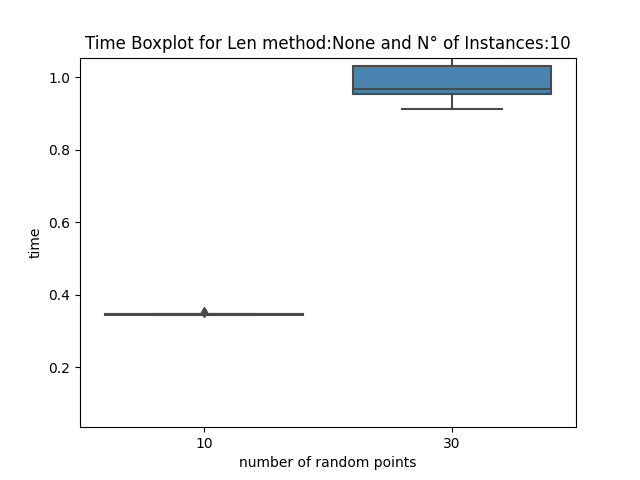 Time Boxplot for Len method:None and N° of Instances:10
1.0
0.8
0.6
0.4
0.2
time
10 30
number of random points